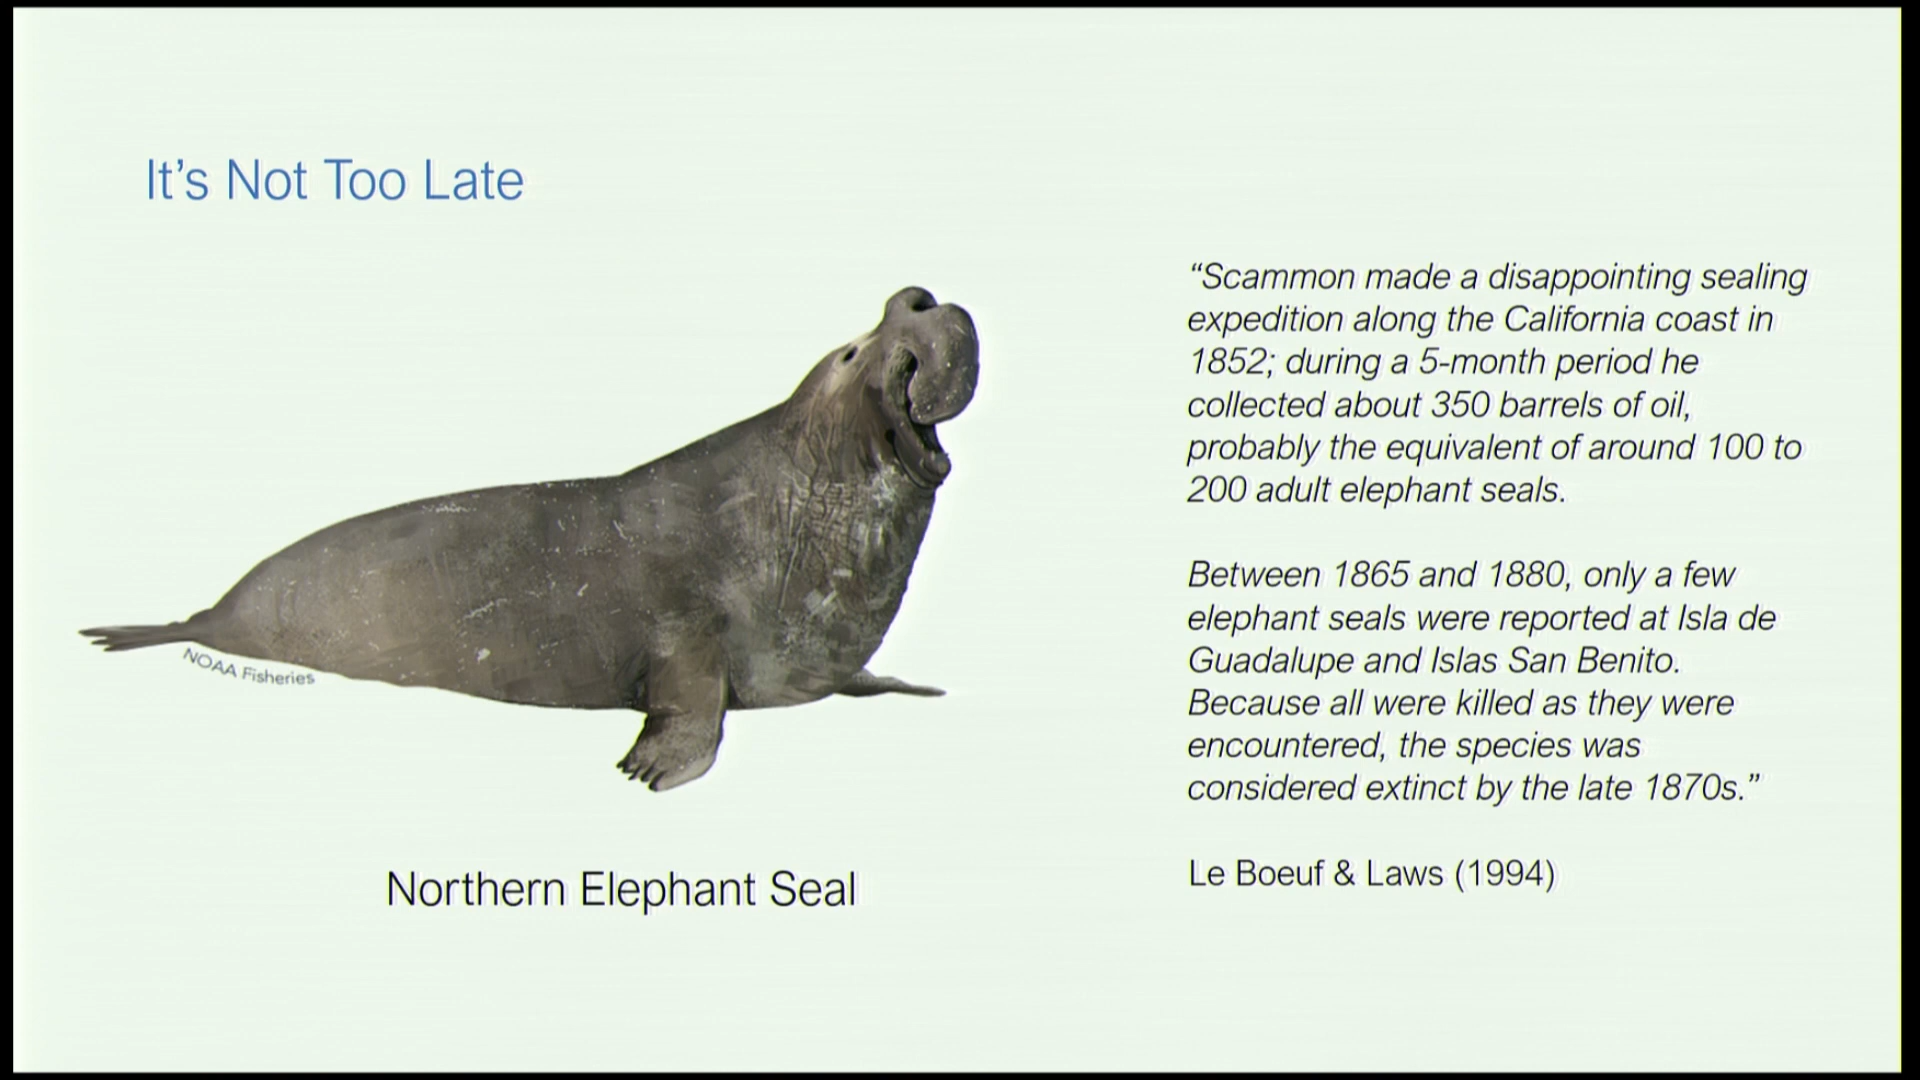 It’s Not Too Late
“Scammon made a disappointing sealing
expedition along the California coast in
1852; during a 5-month period he
collected about 350 barrels of oil,
probably the equivalent of around 100 to
200 adult elephant seals.
Between 1865 and 1880, only a few
elephant seals were reported at Isla de
Guadalupe and Islas San Benito.
Because all were killed as they were
encountered, the species was
considered extinct by the late 1870s.”
Le Boeuf & Laws (1994)
NOAA Fisheries
Northern Elephant Seal